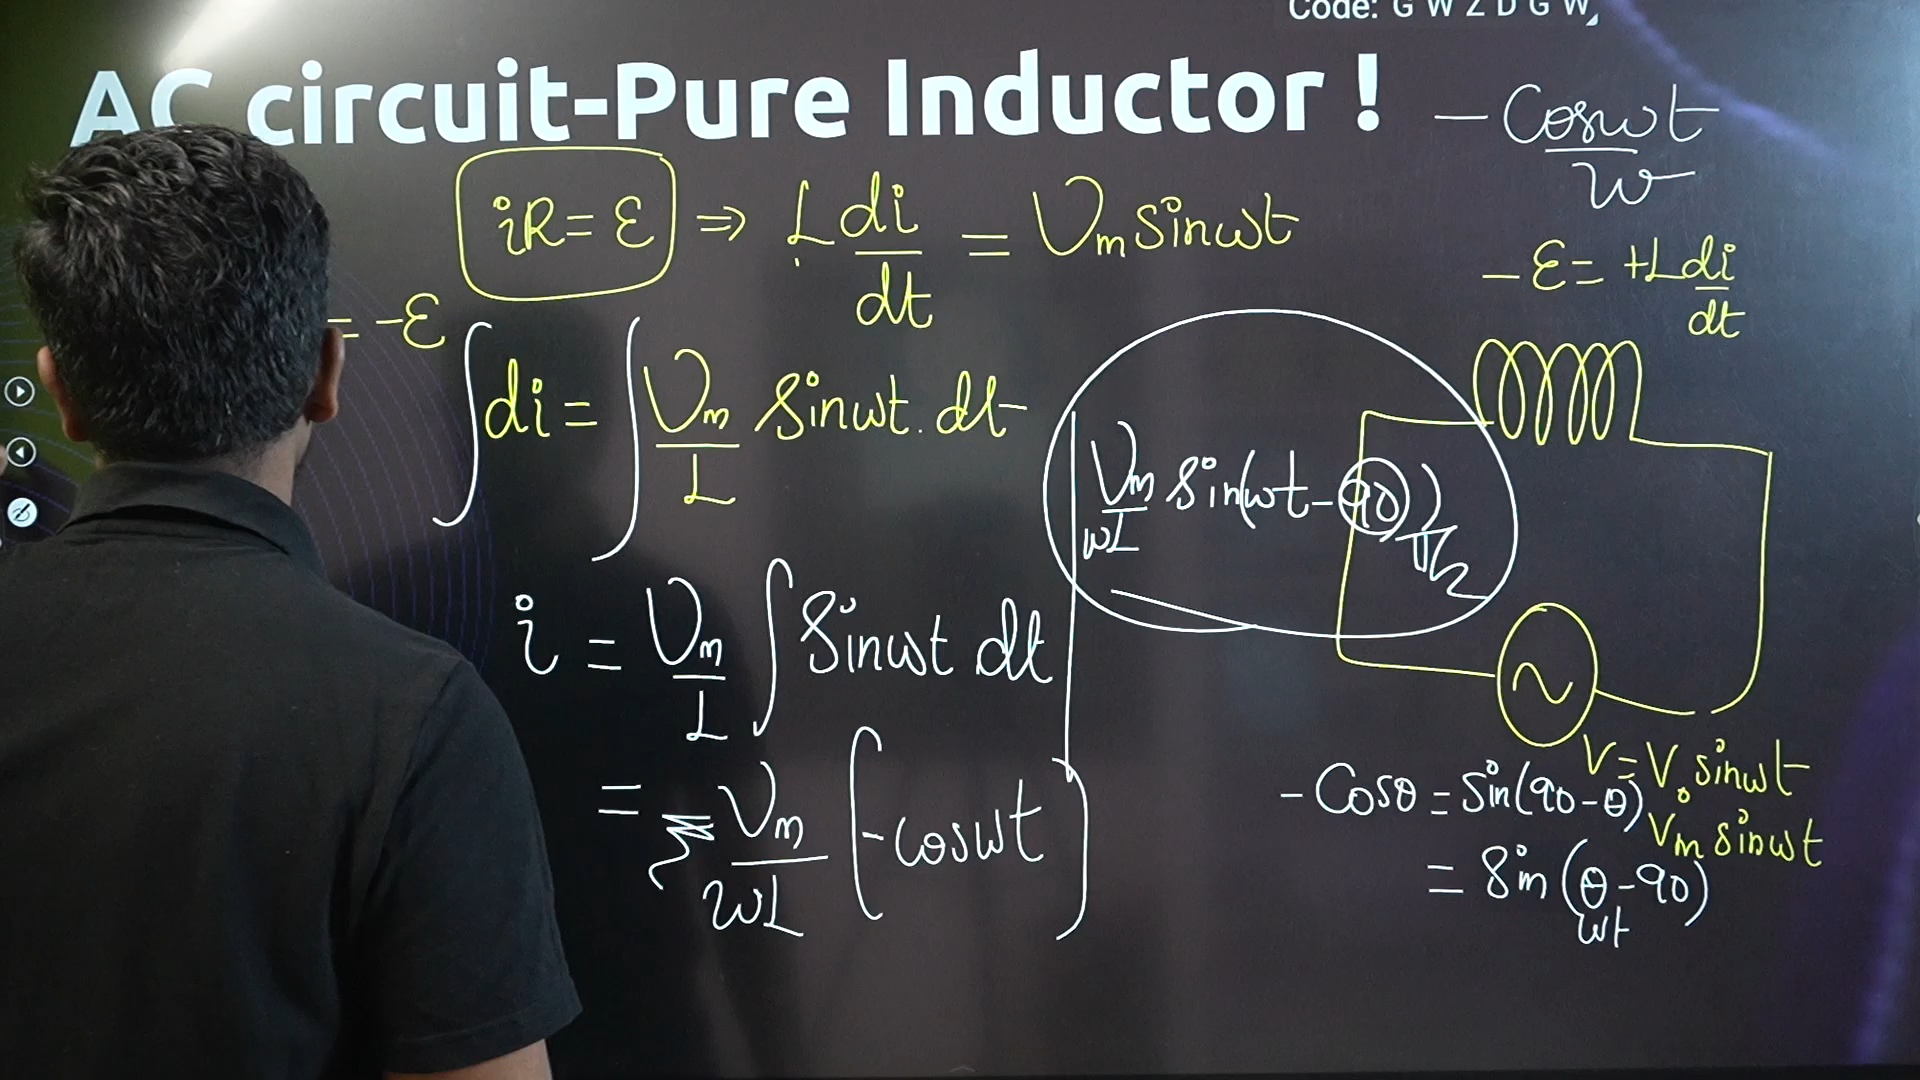 Code: G W Z D G W
AC circuit-Pure Inductor !
- Cosωt / w
iR = ε ⇒ L di/dt = Vm sinωt
- ε = +L di/dt
= -ε
∫ di = ∫ Vm/L sinωt . dt
Vm/ωL sin(ωt - 90) π/2
i = Vm/L ∫ sinωt dt
= Vm/ωL (-cosωt)
V = V₀ sinωt
Vm sinωt
- Cosθ = sin(90 - θ)
= sin(θ - 90)
wt